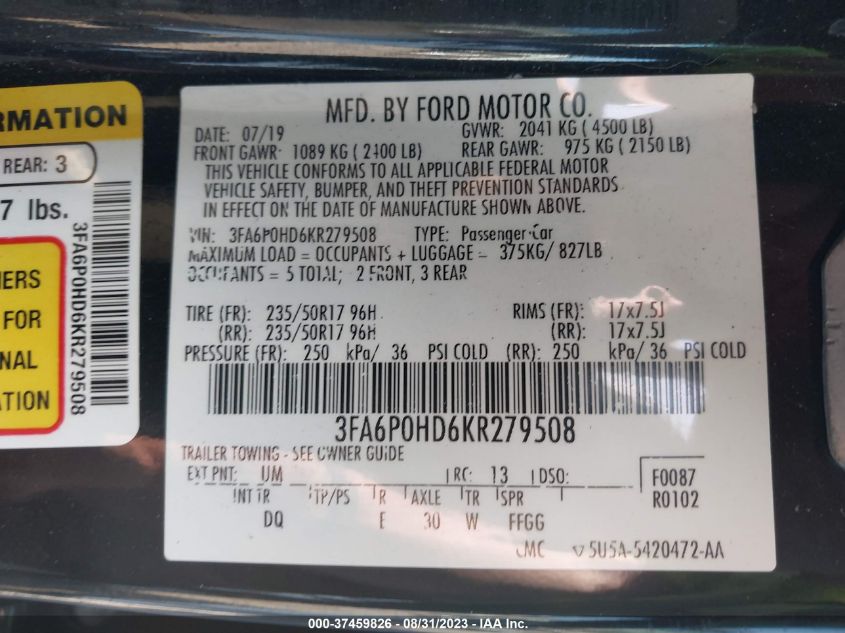 RMATION
REAR: 3
7 lbs.
NERS
FOR
NAL
ATION
3FA6P0HD6KR279508
MFD. BY FORD MOTOR CO.
DATE: 07/19 GVWR: 2041 KG ( 4500 LB)
FRONT GAWR: 1089 KG ( 2400 LB) REAR GAWR: 975 KG ( 2150 LB)
THIS VEHICLE CONFORMS TO ALL APPLICABLE FEDERAL MOTOR
VEHICLE SAFETY, BUMPER, AND THEFT PREVENTION STANDARDS
IN EFFECT ON THE DATE OF MANUFACTURE SHOWN ABOVE.
VIN: 3FA6P0HD6KR279508 TYPE: Passenger-Car
MAXIMUM LOAD = OCCUPANTS + LUGGAGE = 375KG/ 827LB
OCCUPANTS = 5 TOTAL; 2 FRONT, 3 REAR
TIRE (FR): 235/50R17 96H RIMS (FR): 17x7.5J
(RR): 235/50R17 96H (RR): 17x7.5J
PRESSURE (FR): 250 kPa/ 36 PSI COLD (RR): 250 kPa/ 36 PSI COLD
3FA6P0HD6KR279508
TRAILER TOWING - SEE OWNER GUIDE
EXT PNT: UM RC: 13 DSO: F0087
INT TR TP/PS R AXLE TR SPR R0102
DQ E 30 W FFGG
5U5A-5420472-AA
000-37459826 - 08/31/2023 - © IAA, INC.